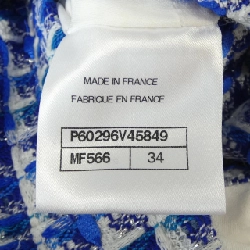 MADE IN FRANCE
FABRIQUE EN FRANCE
P60296V45849
MF566 34